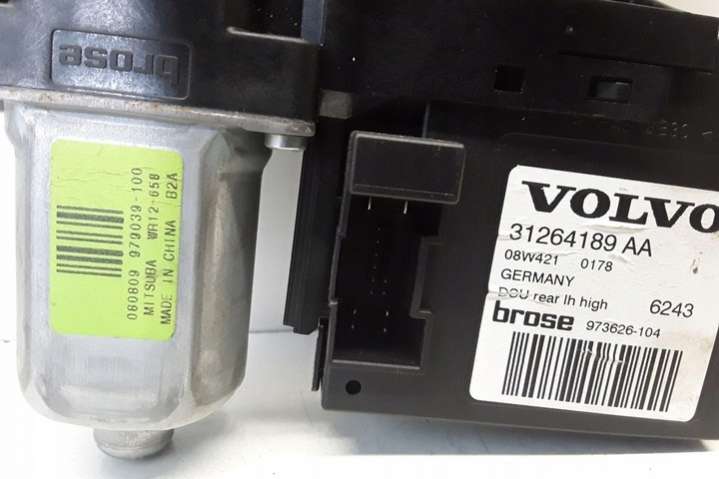 brose
080809 979039-100
MITSUBA WR12-658
MADE IN CHINA B2A
VOLVO
31264189 AA
08W421 0178
GERMANY
DOU rear lh high 6243
brose 973626-104